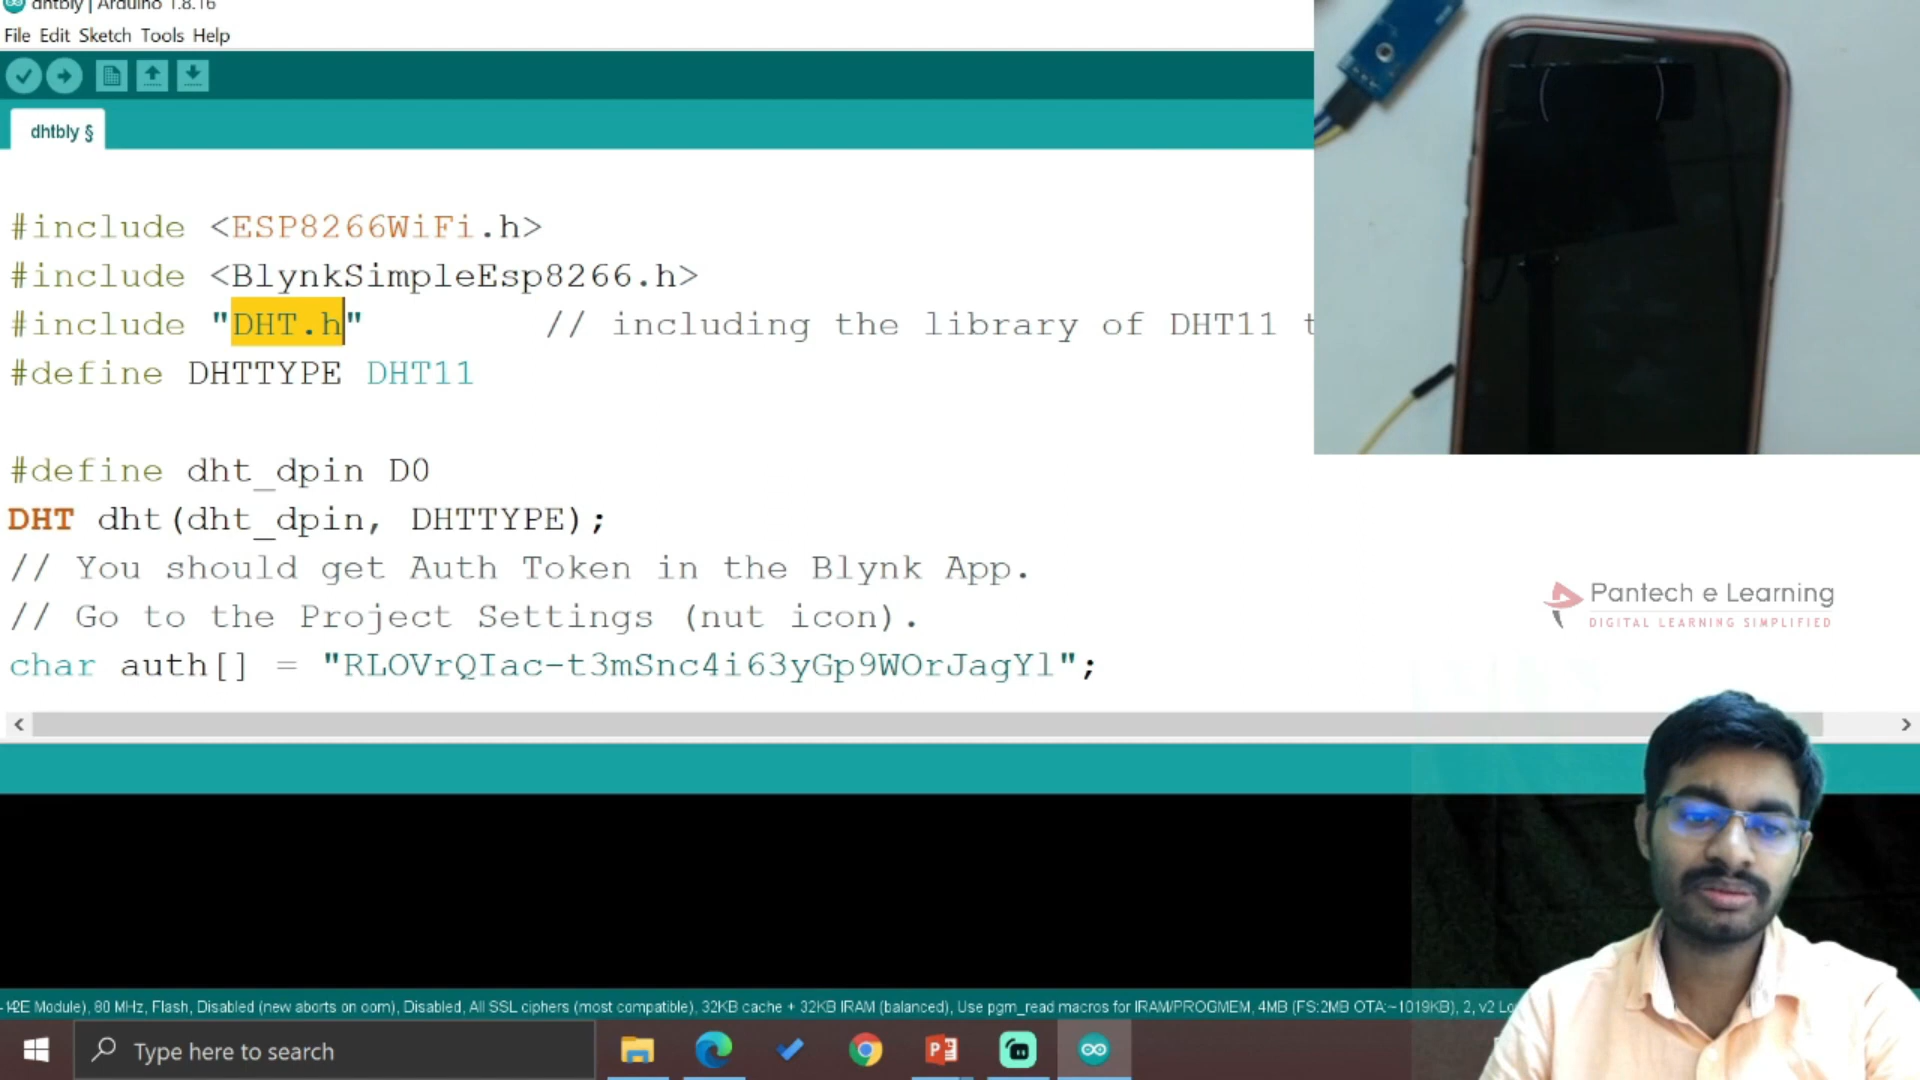 dhtbly | Arduino 1.8.16
File Edit Sketch Tools Help
dhtbly §
#include <ESP8266WiFi.h>
#include <BlynkSimpleEsp8266.h>
#include "DHT.h" // including the library of DHT11 t
#define DHTTYPE DHT11
#define dht_dpin D0
DHT dht(dht_dpin, DHTTYPE);
// You should get Auth Token in the Blynk App.
// Go to the Project Settings (nut icon).
char auth[] = "RLOVrQIac-t3mSnc4i63yGp9WOrJagYl";
Pantech e Learning
DIGITAL LEARNING SIMPLIFIED
Module), 80 MHz, Flash, Disabled (new aborts on oom), Disabled, All SSL ciphers (most compatible), 32KB cache + 32KB IRAM (balanced), Use pgm_read macros for IRAM/PROGMEM, 4MB (FS:2MB OTA:~1019KB), 2, v2 Lo
Type here to search